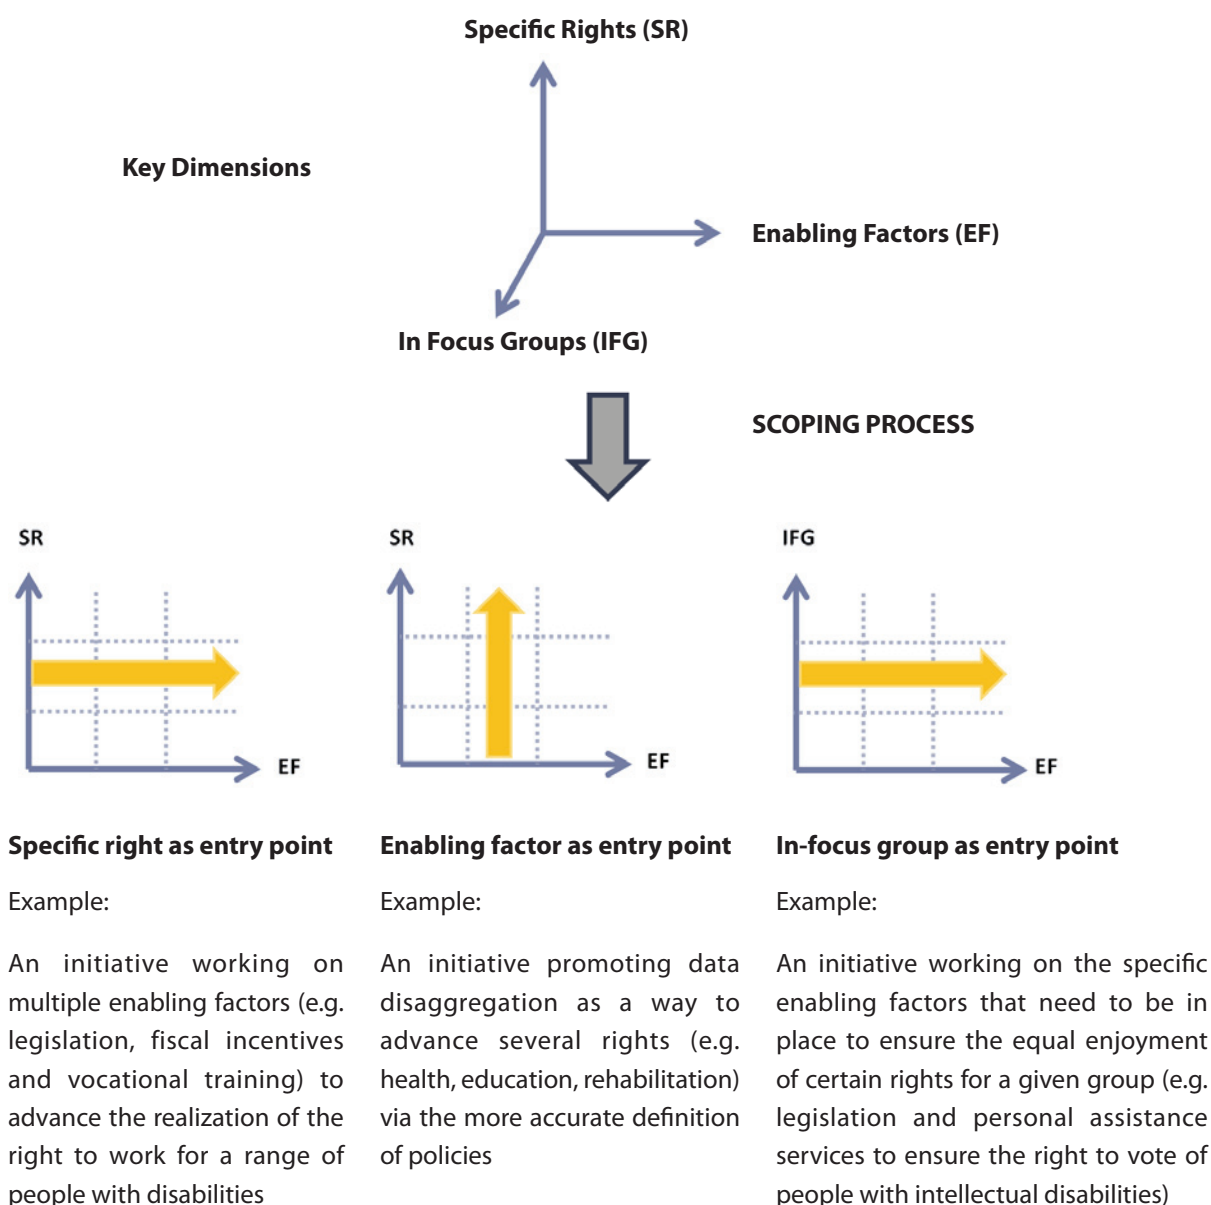 Specific Rights (SR)
Key Dimensions
Enabling Factors (EF)
In Focus Groups (IFG)
SCOPING PROCESS
SR
EF
SR
EF
IFG
EF
Specific right as entry point
Example:
An initiative working on
multiple enabling factors (e.g.
legislation, fiscal incentives
and vocational training) to
advance the realization of the
right to work for a range of
people with disabilities
Enabling factor as entry point
Example:
An initiative promoting data
disaggregation as a way to
advance several rights (e.g.
health, education, rehabilitation)
via the more accurate definition
of policies
In-focus group as entry point
Example:
An initiative working on the specific
enabling factors that need to be in
place to ensure the equal enjoyment
of certain rights for a given group (e.g.
legislation and personal assistance
services to ensure the right to vote of
people with intellectual disabilities)